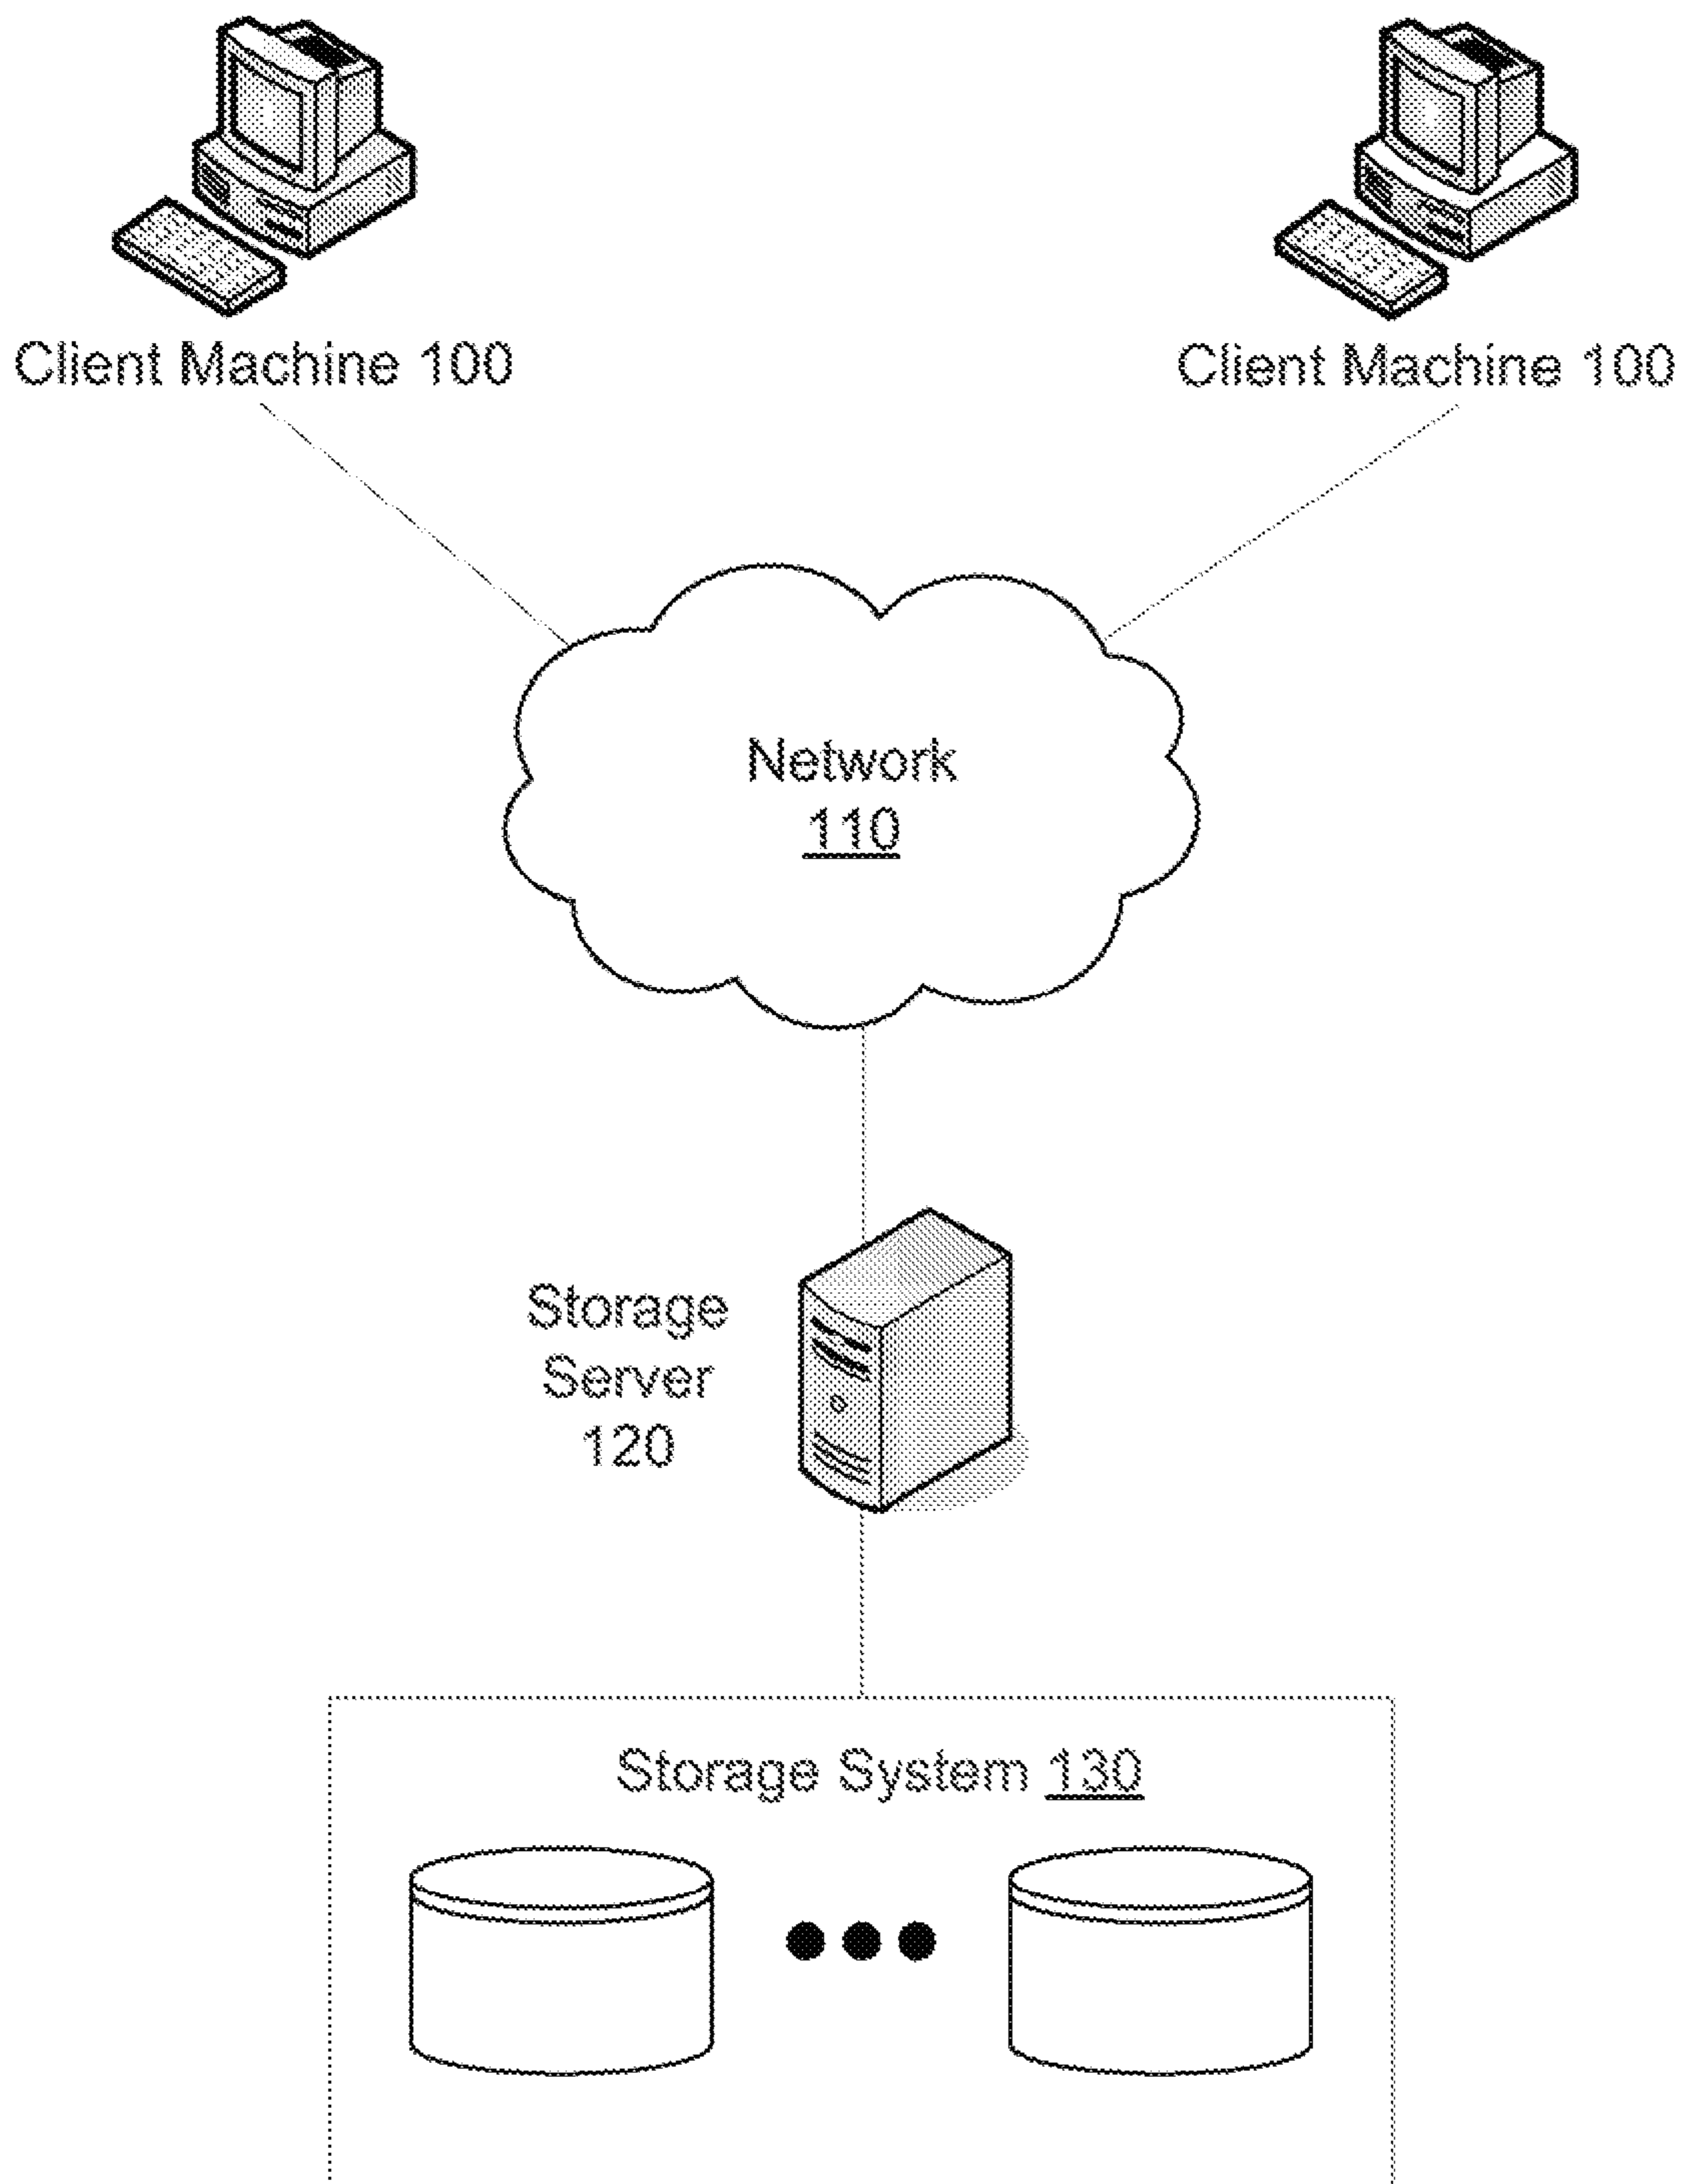 Client Machine 100
Client Machine 100
Network
110
Storage
Server
120
Storage System 130